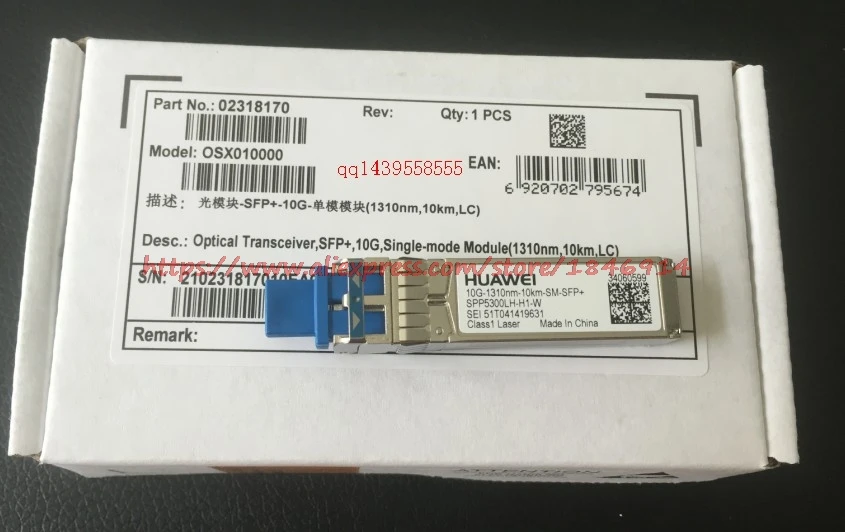 Part No.: 02318170
Rev:
Qty: 1 PCS
Model: OSX010000
qq1439558555
EAN:
6 920702 795674
描述: 光模块-SFP+-10G-单模模块(1310nm,10km,LC)
Desc.: Optical Transceiver,SFP+,10G,Single-mode Module(1310nm,10km,LC)
https://www.aliexpress.com/store/1846914
S/N:
HUAWEI
34060599
10G-1310nm-10km-SM-SFP+
SPP5300LH-H1-W
SEI 51T041419631
Class1 Laser Made In China
Remark:
ATTENTION